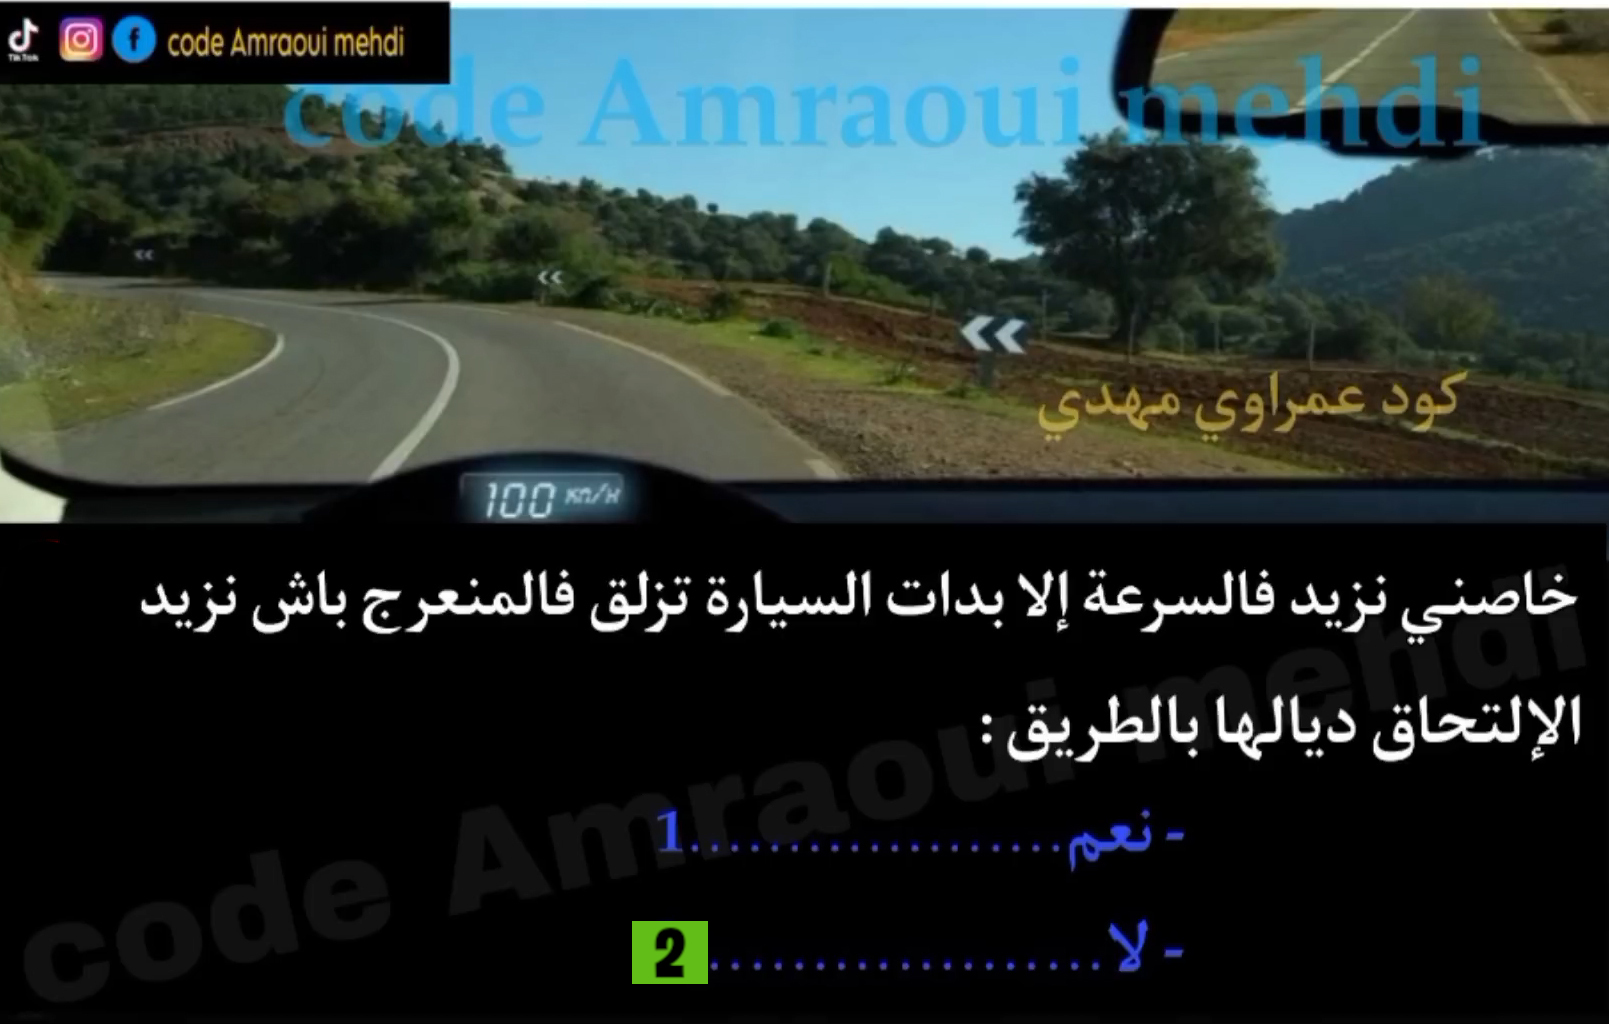 TikTok
code Amraoui mehdi
code Amraoui mehdi
كود عمراوي مهدي
100 Km/H
خاصني نزيد فالسرعة إلا بدات السيارة تزلق فالمنعرج باش نزيد
الإلتحاق ديالها بالطريق :
- نعم....................1
- لا....................2
code Amraoui mehdi